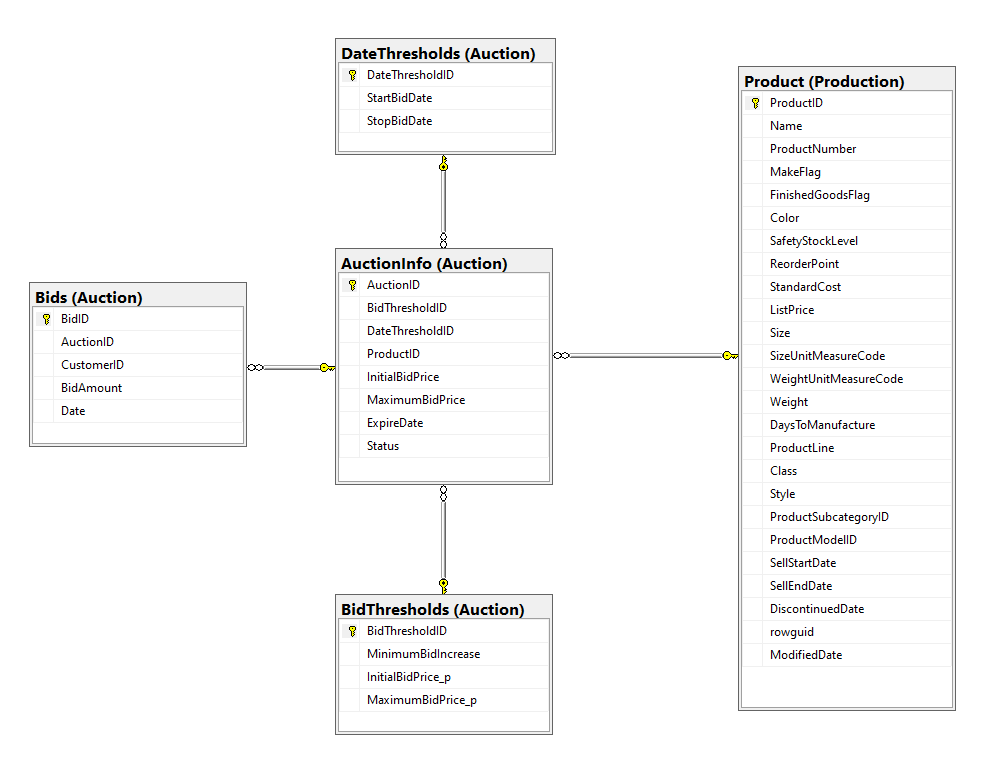 DateThresholds (Auction)
DateThresholdID
StartBidDate
StopBidDate
Product (Production)
ProductID
Name
ProductNumber
MakeFlag
FinishedGoodsFlag
Color
SafetyStockLevel
ReorderPoint
StandardCost
ListPrice
Size
SizeUnitMeasureCode
WeightUnitMeasureCode
Weight
DaysToManufacture
ProductLine
Class
Style
ProductSubcategoryID
ProductModelID
SellStartDate
SellEndDate
DiscontinuedDate
rowguid
ModifiedDate
AuctionInfo (Auction)
AuctionID
BidThresholdID
DateThresholdID
ProductID
InitialBidPrice
MaximumBidPrice
ExpireDate
Status
Bids (Auction)
BidID
AuctionID
CustomerID
BidAmount
Date
BidThresholds (Auction)
BidThresholdID
MinimumBidIncrease
InitialBidPrice_p
MaximumBidPrice_p